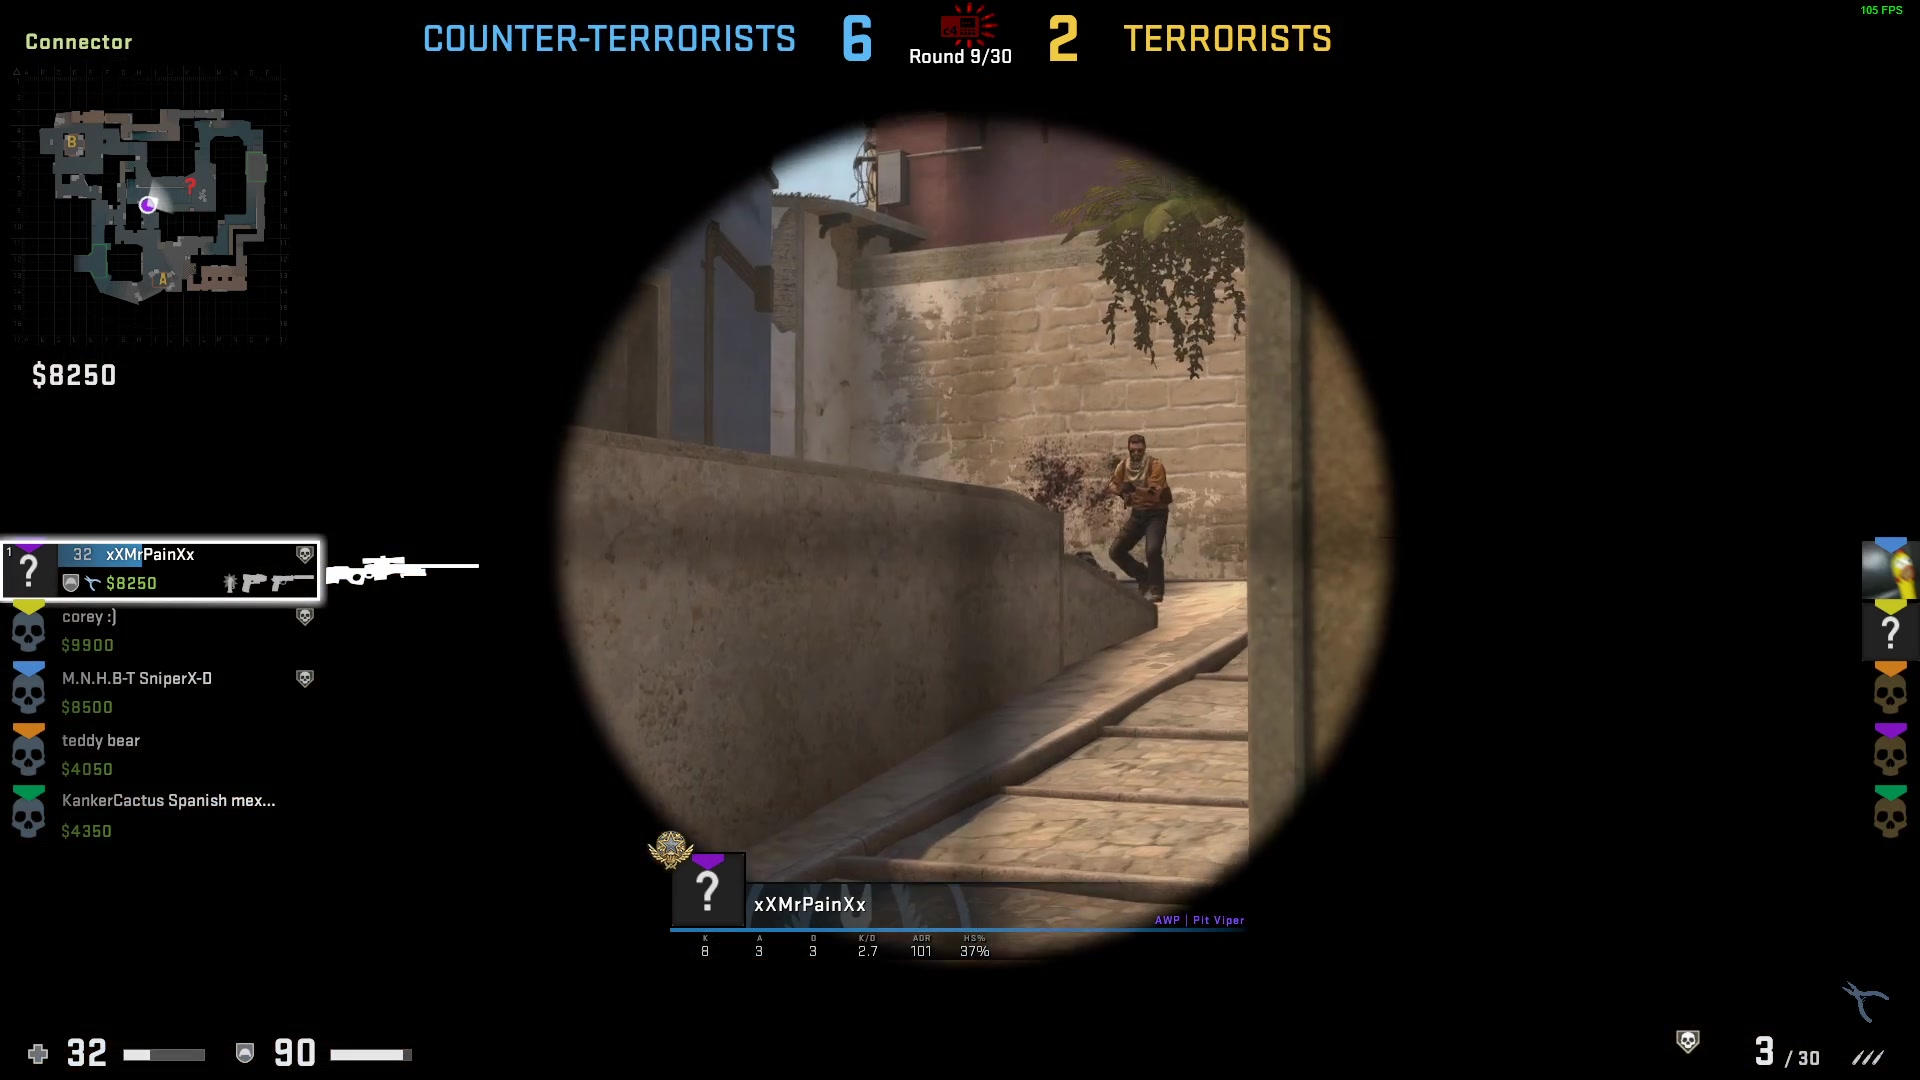 105 FPS
Connector
COUNTER-TERRORISTS 6 2 TERRORISTS
Round 9/30
B
?
A
$8250
1 ? 32 xXMrPainXx
$8250
corey :)
$9900
M.N.H.B-T SniperX-D
$8500
teddy bear
$4050
KankerCactus Spanish mex...
$4350
?
? xXMrPainXx
AWP | Pit Viper
K A D K/D ADR HS%
8 3 3 2.7 101 37%
32 90
3 / 30